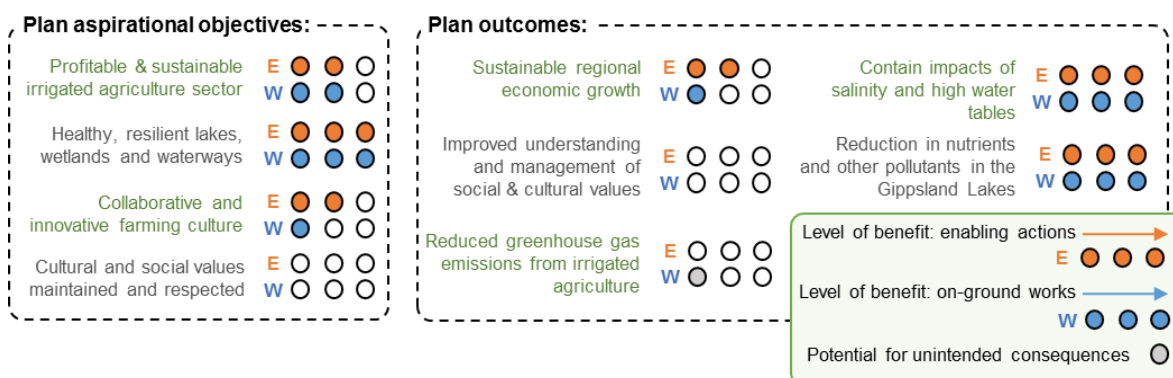 Plan aspirational objectives:
Profitable & sustainable
irrigated agriculture sector
E
W
Healthy, resilient lakes,
wetlands and waterways
E
W
Collaborative and
innovative farming culture
E
W
Cultural and social values
maintained and respected
E
W
Plan outcomes:
Sustainable regional
economic growth
E
W
Improved understanding
and management of
social & cultural values
E
W
Reduced greenhouse gas
emissions from irrigated
agriculture
E
W
Contain impacts of
salinity and high water
tables
E
W
Reduction in nutrients
and other pollutants in the
Gippsland Lakes
E
W
Level of benefit: enabling actions
E
Level of benefit: on-ground works
W
Potential for unintended consequences